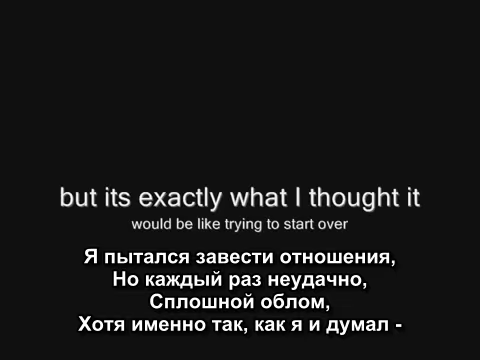 but its exactly what I thought it
would be like trying to start over
Я пытался завести отношения,
Но каждый раз неудачно,
Сплошной облом,
Хотя именно так, как я и думал -